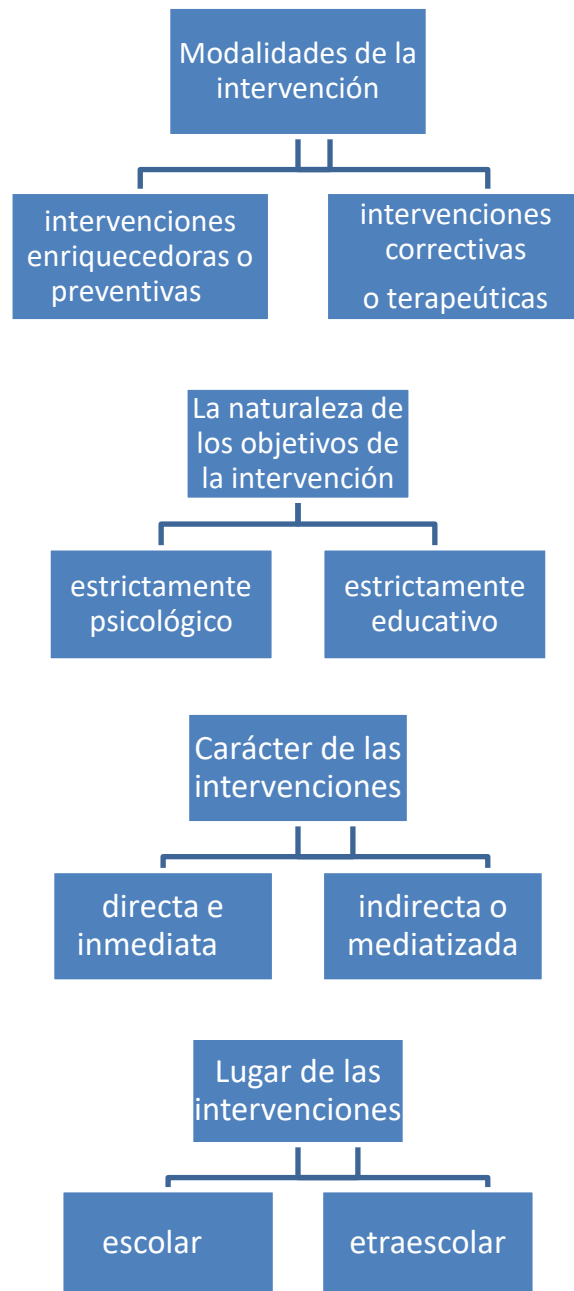 Modalidades de la
intervención
intervenciones
enriquecedoras o
preventivas
intervenciones
correctivas
o terapeúticas
La naturaleza de
los objetivos de
la intervención
estrictamente
psicológico
estrictamente
educativo
Carácter de las
intervenciones
directa e
inmediata
indirecta o
mediatizada
Lugar de las
intervenciones
escolar
etraescolar